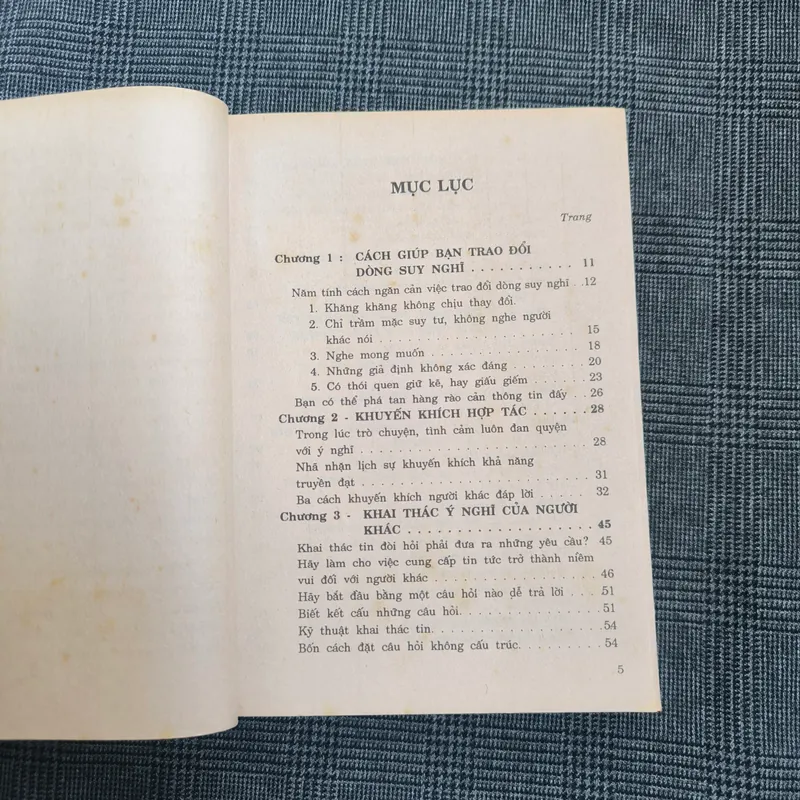 MỤC LỤC
Trang
Chương 1 : CÁCH GIÚP BẠN TRAO ĐỔI
DÒNG SUY NGHĨ . . . . . . . . . . . 11
Năm tính cách ngăn cản việc trao đổi dòng suy nghĩ . .12
1. Khăng khăng không chịu thay đổi.
2. Chỉ trầm mặc suy tư, không nghe người
khác nói . . . . . . . . . . . . . . . . . . . . 15
3. Nghe mong muốn . . . . . . . . . . . . . . . 18
4. Những giả định không xác đáng . . . . . . . 20
5. Có thói quen giữ kẽ, hay giấu giếm . . . . . 23
Bạn có thể phá tan hàng rào cản thông tin đấy . . 26
Chương 2 - KHUYẾN KHÍCH HỢP TÁC . . . . . . 28
Trong lúc trò chuyện, tình cảm luôn đan quyện
với ý nghĩ . . . . . . . . . . . . . . . . . . . . 28
Nhã nhận lịch sự khuyến khích khả năng
truyền đạt . . . . . . . . . . . . . . . . . . . . 31
Ba cách khuyến khích người khác đáp lời . . . . . 32
Chương 3 - KHAI THÁC Ý NGHĨ CỦA NGƯỜI
KHÁC . . . . . . . . . . . . . . . . . . 45
Khai thác tin đòi hỏi phải đưa ra những yêu cầu? 45
Hãy làm cho việc cung cấp tin tức trở thành niềm
vui đối với người khác . . . . . . . . . . . . . . 46
Hãy bắt đầu bằng một câu hỏi nào dễ trả lời . . . 51
Biết kết cấu những câu hỏi. . . . . . . . . . . . . 51
Kỹ thuật khai thác tin. . . . . . . . . . . . . . . . 54
Bốn cách đặt câu hỏi không cấu trúc. . . . . . . . 54
5